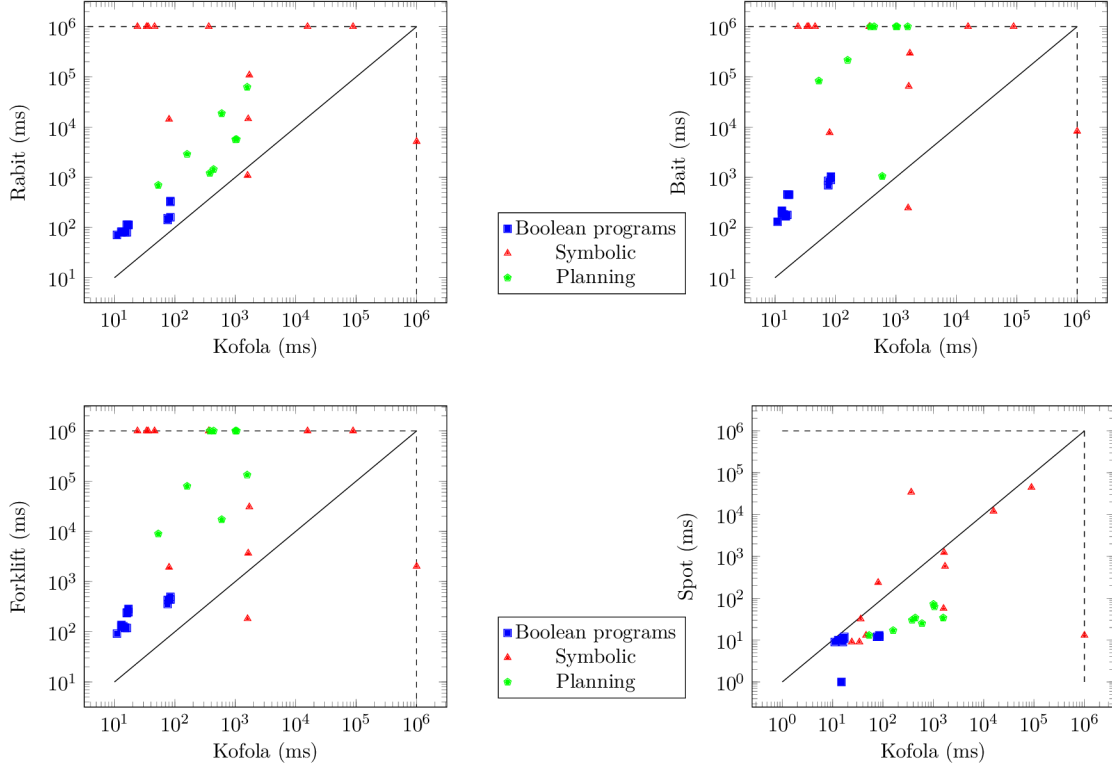 10^6
10^5
10^4
10^3
10^2
10^1
Rabit (ms)
10^1 10^2 10^3 10^4 10^5 10^6
Kofola (ms)
Boolean programs
Symbolic
Planning
10^6
10^5
10^4
10^3
10^2
10^1
Bait (ms)
10^1 10^2 10^3 10^4 10^5 10^6
Kofola (ms)
10^6
10^5
10^4
10^3
10^2
10^1
Forklift (ms)
10^1 10^2 10^3 10^4 10^5 10^6
Kofola (ms)
Boolean programs
Symbolic
Planning
10^6
10^5
10^4
10^3
10^2
10^1
10^0
Spot (ms)
10^0 10^1 10^2 10^3 10^4 10^5 10^6
Kofola (ms)